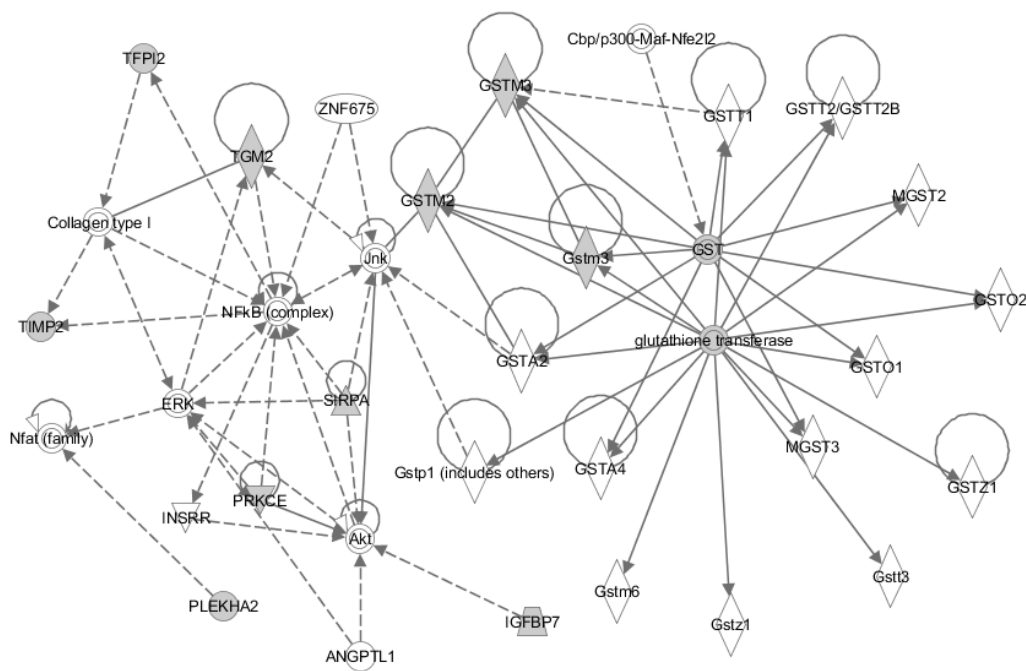 Cbp/p300-Maf-Nfe2l2
TFPI2
GSTM3
ZNF675
GSTT2/GSTT2B
GSTT1
TGM2
MGST2
GSTM2
Collagen type I
GST
Jnk
Gstm3
GSTO2
NFkB (complex)
TIMP2
glutathione transferase
GSTA2
GSTO1
SIRPA
ERK
Nfat (family)
MGST3
Gstp1 (includes others)
GSTA4
GSTZ1
PRKCE
INSRR
Akt
Gstt3
Gstm6
PLEKHA2
IGFBP7
Gstz1
ANGPTL1